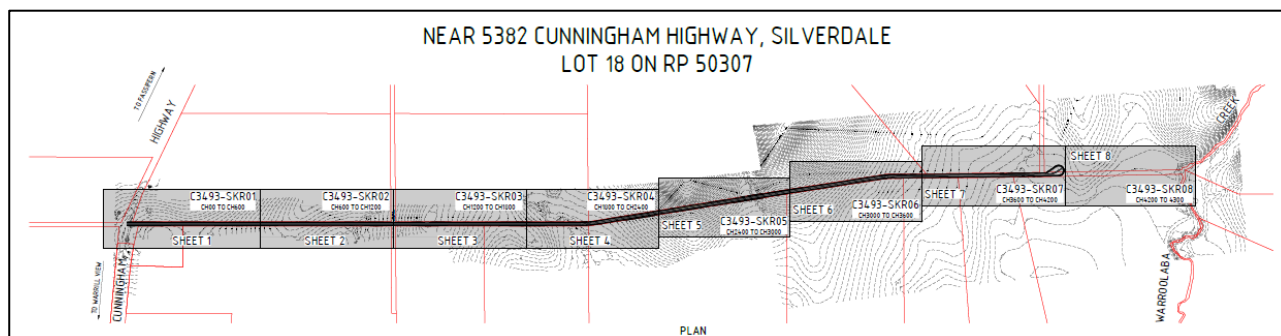 NEAR 5382 CUNNINGHAM HIGHWAY, SILVERDALE
LOT 18 ON RP 50307
TO FASSIFERN
HIGHWAY
CREEK
SHEET 8
C3493-SKR01
CH00 TO CH600
C3493-SKR02
CH600 TO CH1200
C3493-SKR03
CH1200 TO CH1800
C3493-SKR04
CH1800 TO CH2400
SHEET 5
C3493-SKR05
CH2400 TO CH3000
SHEET 6
C3493-SKR06
CH3000 TO CH3600
SHEET 7
C3493-SKR07
CH3600 TO CH4200
C3493-SKR08
CH4200 TO 4300
SHEET 1
SHEET 2
SHEET 3
SHEET 4
TO WARRILL VIEW
CUNNINGHAM
WARROOLABA
PLAN